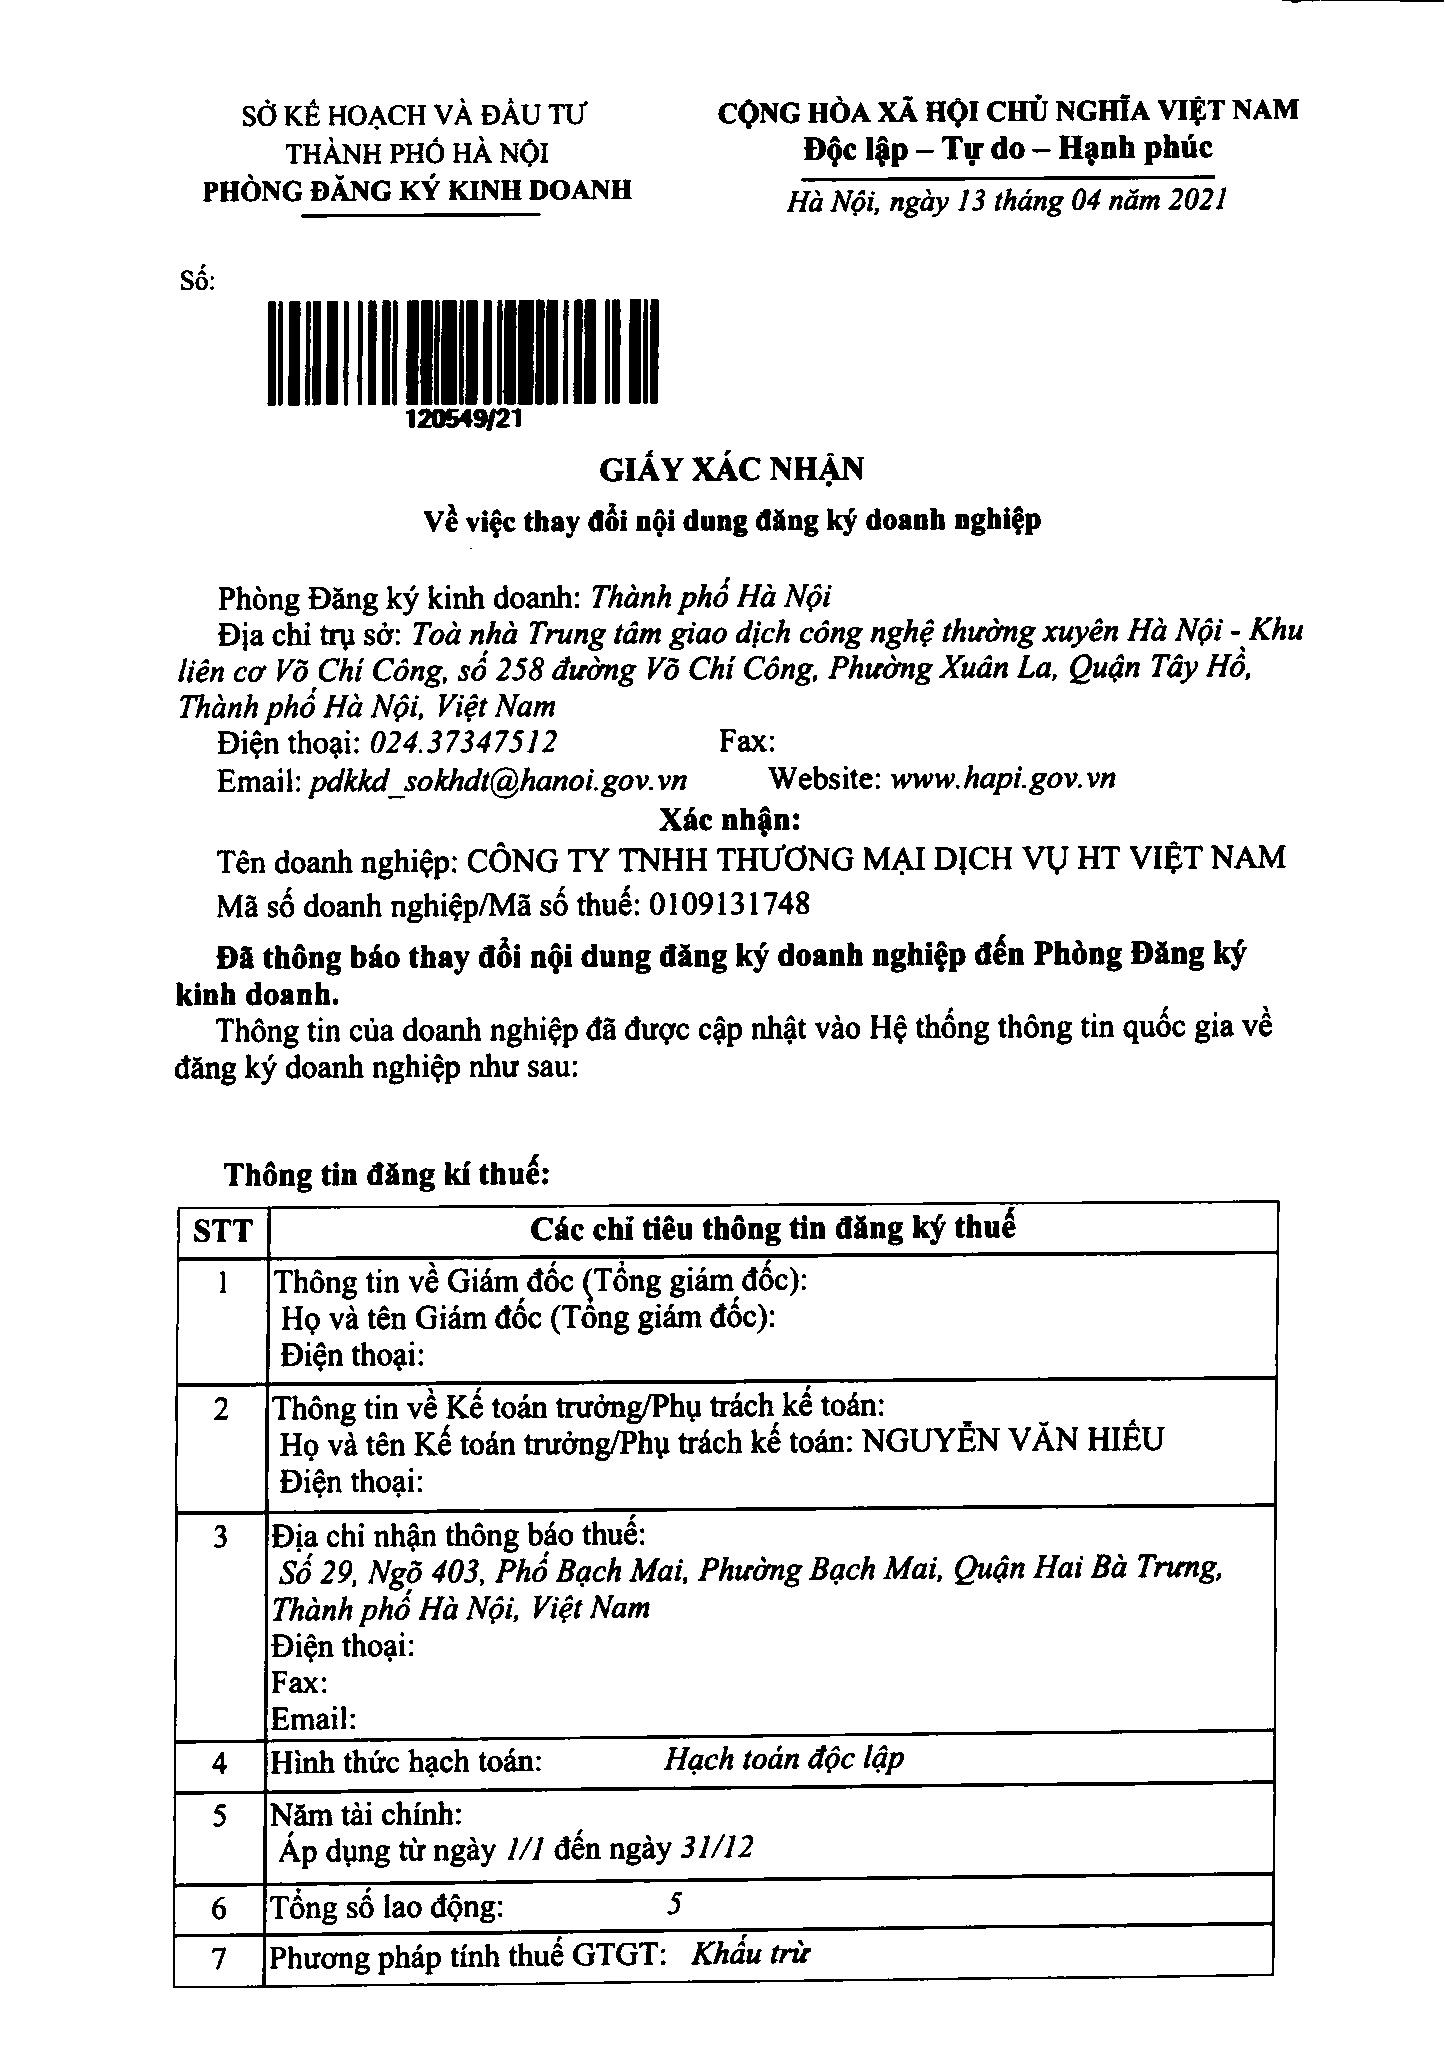 SỞ KẾ HOẠCH VÀ ĐẦU TƯ
THÀNH PHỐ HÀ NỘI
PHÒNG ĐĂNG KÝ KINH DOANH
CỘNG HÒA XÃ HỘI CHỦ NGHĨA VIỆT NAM
Độc lập – Tự do – Hạnh phúc
Hà Nội, ngày 13 tháng 04 năm 2021
Số:
120549/21
GIẤY XÁC NHẬN
Về việc thay đổi nội dung đăng ký doanh nghiệp
Phòng Đăng ký kinh doanh: Thành phố Hà Nội
Địa chỉ trụ sở: Toà nhà Trung tâm giao dịch công nghệ thường xuyên Hà Nội - Khu
liên cơ Võ Chí Công, số 258 đường Võ Chí Công, Phường Xuân La, Quận Tây Hồ,
Thành phố Hà Nội, Việt Nam
Điện thoại: 024.37347512 Fax:
Email: pdkkd_sokhdt@hanoi.gov.vn Website: www.hapi.gov.vn
Xác nhận:
Tên doanh nghiệp: CÔNG TY TNHH THƯƠNG MẠI DỊCH VỤ HT VIỆT NAM
Mã số doanh nghiệp/Mã số thuế: 0109131748
Đã thông báo thay đổi nội dung đăng ký doanh nghiệp đến Phòng Đăng ký
kinh doanh.
Thông tin của doanh nghiệp đã được cập nhật vào Hệ thống thông tin quốc gia về
đăng ký doanh nghiệp như sau:
Thông tin đăng kí thuế:
STT Các chỉ tiêu thông tin đăng ký thuế
1 Thông tin về Giám đốc (Tổng giám đốc):
Họ và tên Giám đốc (Tổng giám đốc):
Điện thoại:
2 Thông tin về Kế toán trưởng/Phụ trách kế toán:
Họ và tên Kế toán trưởng/Phụ trách kế toán: NGUYỄN VĂN HIẾU
Điện thoại:
3 Địa chỉ nhận thông báo thuế:
Số 29, Ngõ 403, Phố Bạch Mai, Phường Bạch Mai, Quận Hai Bà Trưng,
Thành phố Hà Nội, Việt Nam
Điện thoại:
Fax:
Email:
4 Hình thức hạch toán: Hạch toán độc lập
5 Năm tài chính:
Áp dụng từ ngày 1/1 đến ngày 31/12
6 Tổng số lao động: 5
7 Phương pháp tính thuế GTGT: Khấu trừ